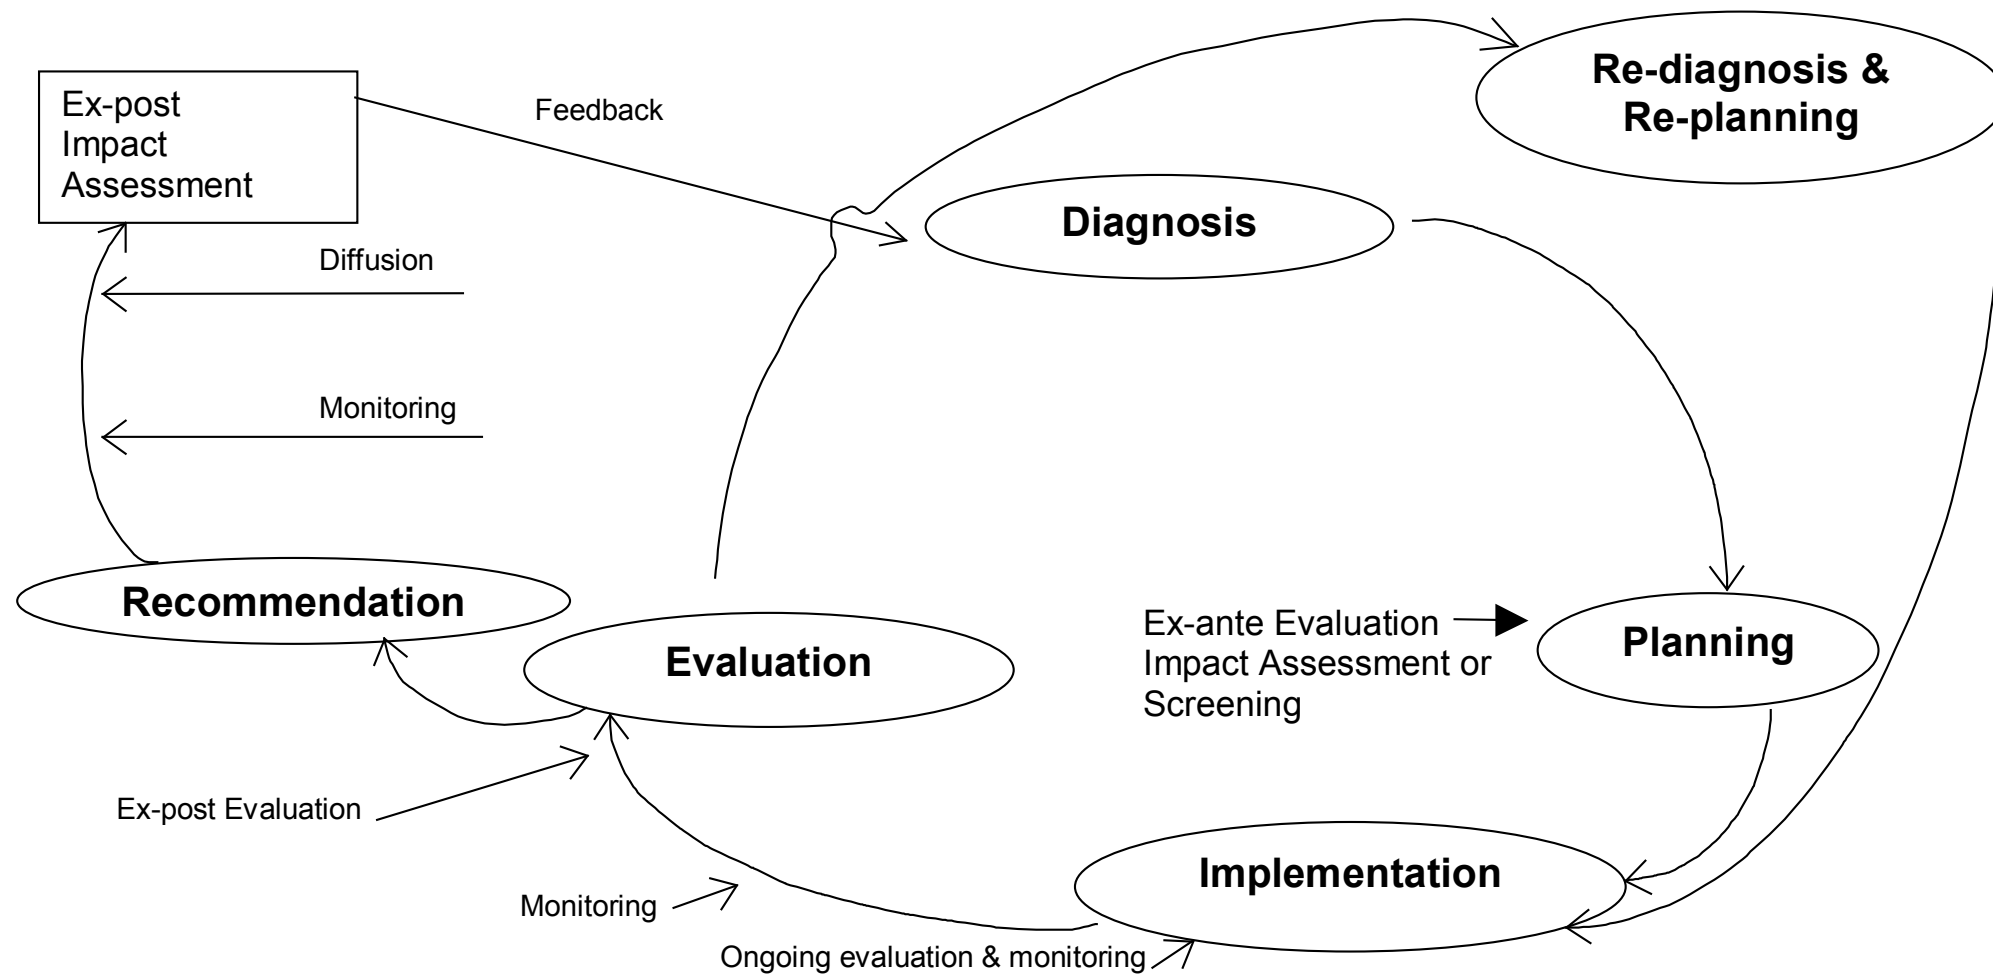 Re-diagnosis &
Re-planning
Ex-post
Impact
Assessment
Feedback
Diagnosis
Diffusion
Monitoring
Recommendation
Evaluation
Ex-ante Evaluation
Impact Assessment or
Screening
Planning
Ex-post Evaluation
Implementation
Monitoring
Ongoing evaluation & monitoring